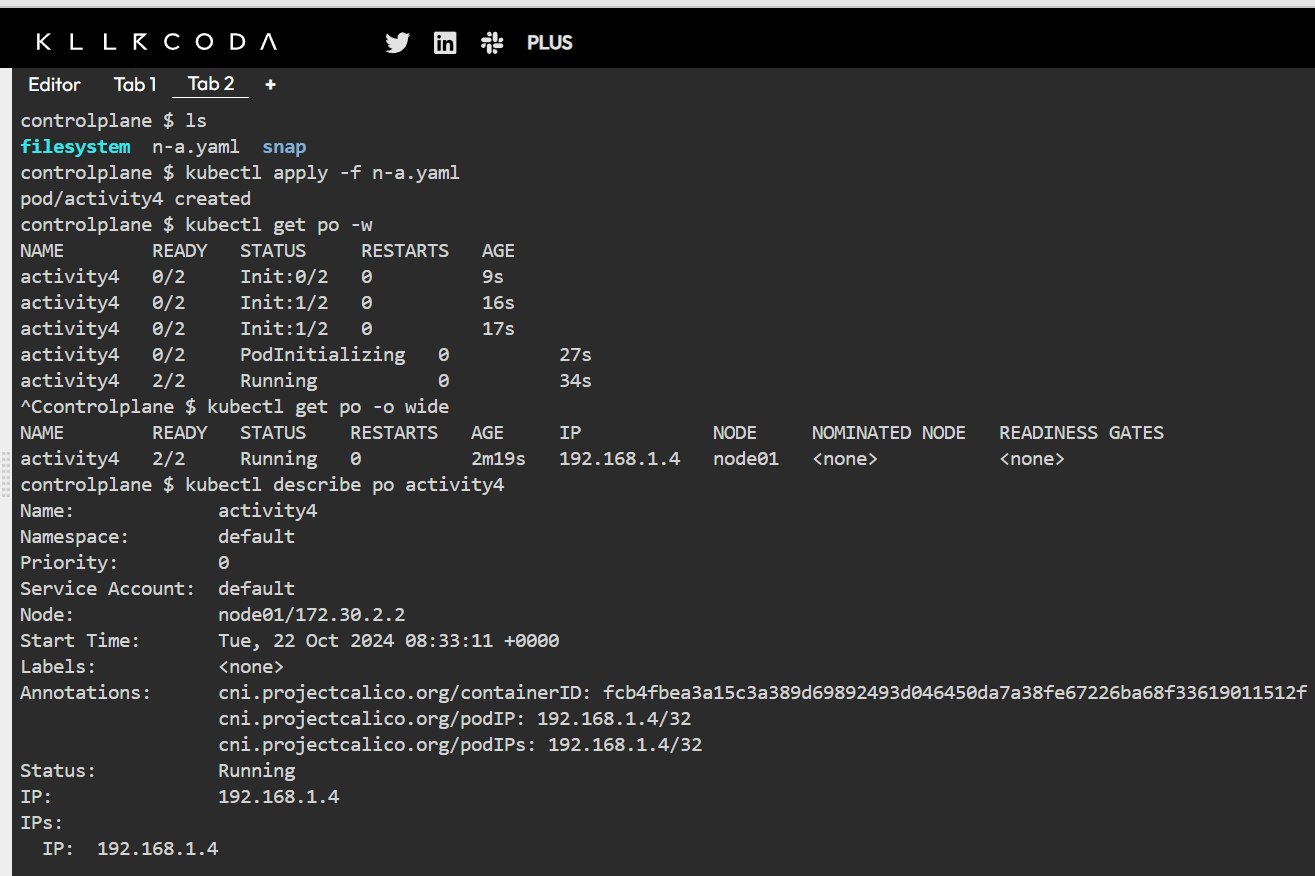 KLLRCODA PLUS
Editor Tab 1 Tab 2 +
controlplane $ ls
filesystem  n-a.yaml  snap
controlplane $ kubectl apply -f n-a.yaml
pod/activity4 created
controlplane $ kubectl get po -w
NAME        READY   STATUS     RESTARTS   AGE
activity4   0/2     Init:0/2   0          9s
activity4   0/2     Init:1/2   0          16s
activity4   0/2     Init:1/2   0          17s
activity4   0/2     PodInitializing   0          27s
activity4   2/2     Running           0          34s
^Ccontrolplane $ kubectl get po -o wide
NAME        READY   STATUS    RESTARTS   AGE     IP            NODE     NOMINATED NODE   READINESS GATES
activity4   2/2     Running   0          2m19s   192.168.1.4   node01   <none>           <none>
controlplane $ kubectl describe po activity4
Name:             activity4
Namespace:        default
Priority:         0
Service Account:  default
Node:             node01/172.30.2.2
Start Time:       Tue, 22 Oct 2024 08:33:11 +0000
Labels:           <none>
Annotations:      cni.projectcalico.org/containerID: fcb4fbea3a15c3a389d69892493d046450da7a38fe67226ba68f33619011512f
                  cni.projectcalico.org/podIP: 192.168.1.4/32
                  cni.projectcalico.org/podIPs: 192.168.1.4/32
Status:           Running
IP:               192.168.1.4
IPs:
  IP:  192.168.1.4